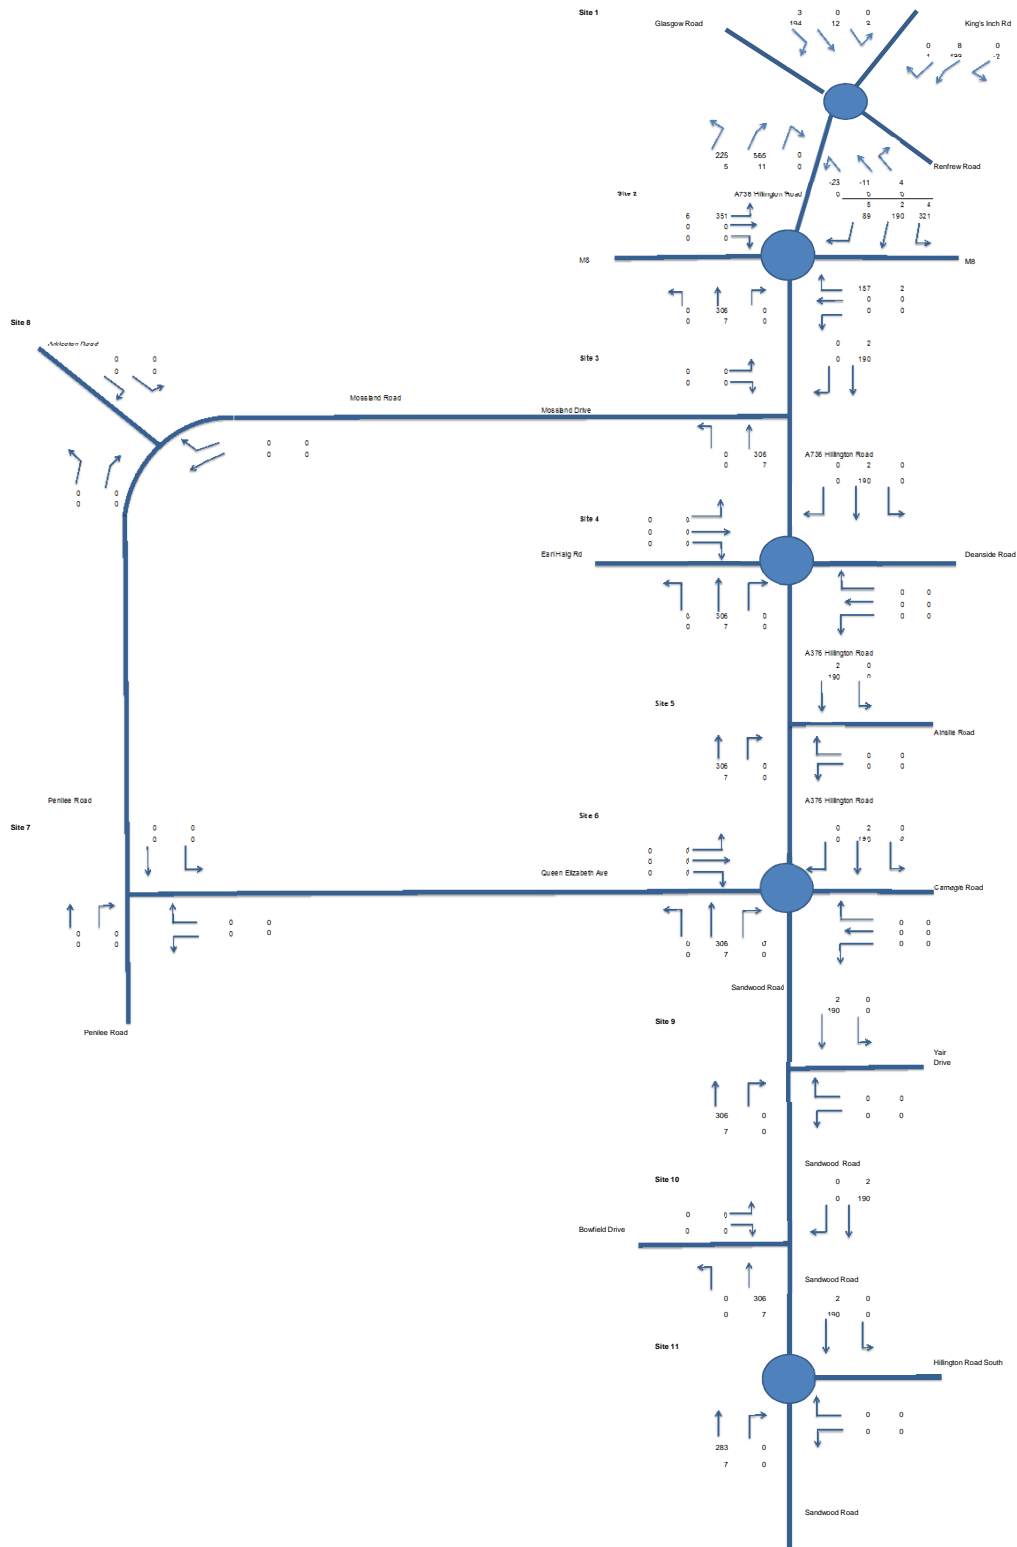 Site 1
3 0 0
Glasgow Road
194 12 3
King's Inch Rd
0 8 0
-2
225 565 0
5 11 0
Renfrew Road
-23 -11 4
0 0 0
Site 2
A736 Hillington Road
5 2 4
6 351
89 190 321
0 0
0 0
M8
M8
157 2
0 0
0 0
0 306 0
0 7 0
Site 8
0 2
0 190
Site 3
0 0
0 0
0 0
0 0
Mossland Road
Mossland Drive
0 0
0 0
0 306
0 7
A736 Hillington Road
0 2 0
0 190 0
0 0
0 0
Site 4
0 0
0 0
0 0
Earl Haig Rd
Deanside Road
0 0
0 0
0 0
0 306 0
0 7 0
A376 Hillington Road
2 0
190 0
Site 5
Ainslie Road
306 0
7 0
0 0
0 0
Penilee Road
A376 Hillington Road
Site 6
Site 7
0 0
0 0
0 2 0
0 190 0
0 0
0 0
0 0
Queen Elizabeth Ave
Carnegie Road
0 0
0 0
0 0
0 0
0 0
0 0
0 0
0 306 0
0 7 0
Sandwood Road
2 0
190 0
Site 9
Penilee Road
Yair
Drive
0 0
0 0
306 0
7 0
Sandwood Road
Site 10
0 2
0 190
0 0
0 0
Bowfield Drive
Sandwood Road
0 306
0 7
2 0
190 0
Site 11
Hillington Road South
0 0
0 0
283 0
7 0
Sandwood Road